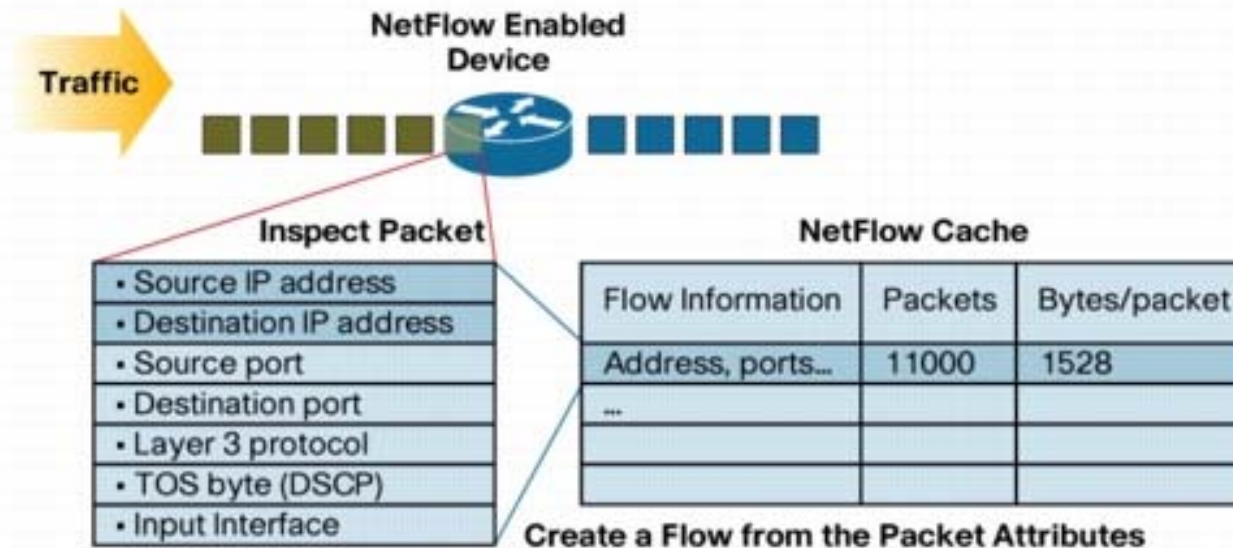 NetFlow Enabled
Device
Traffic
Inspect Packet
• Source IP address
• Destination IP address
• Source port
• Destination port
• Layer 3 protocol
• TOS byte (DSCP)
• Input Interface
NetFlow Cache
Flow Information Packets Bytes/packet
Address, ports... 11000 1528
...
Create a Flow from the Packet Attributes